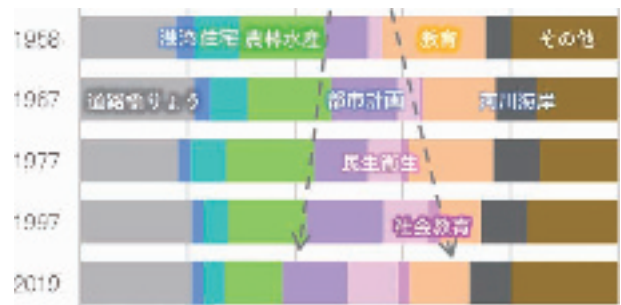 1958 港湾 住宅 農林水産 教育 その他
1967 道路橋りょう 都市計画 河川海岸
1977 民生衛生
1997 社会教育
2019